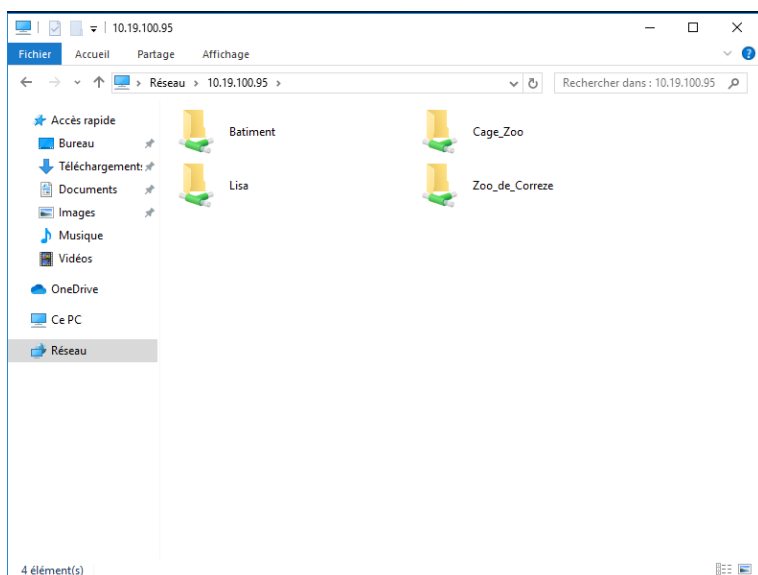 10.19.100.95
Fichier Accueil Partage Affichage
Réseau > 10.19.100.95 > Rechercher dans : 10.19.100.95
Accès rapide
Bureau
Téléchargement:
Documents
Images
Musique
Vidéos
OneDrive
Ce PC
Réseau
Batiment Cage_Zoo
Lisa Zoo_de_Correze
4 élément(s)